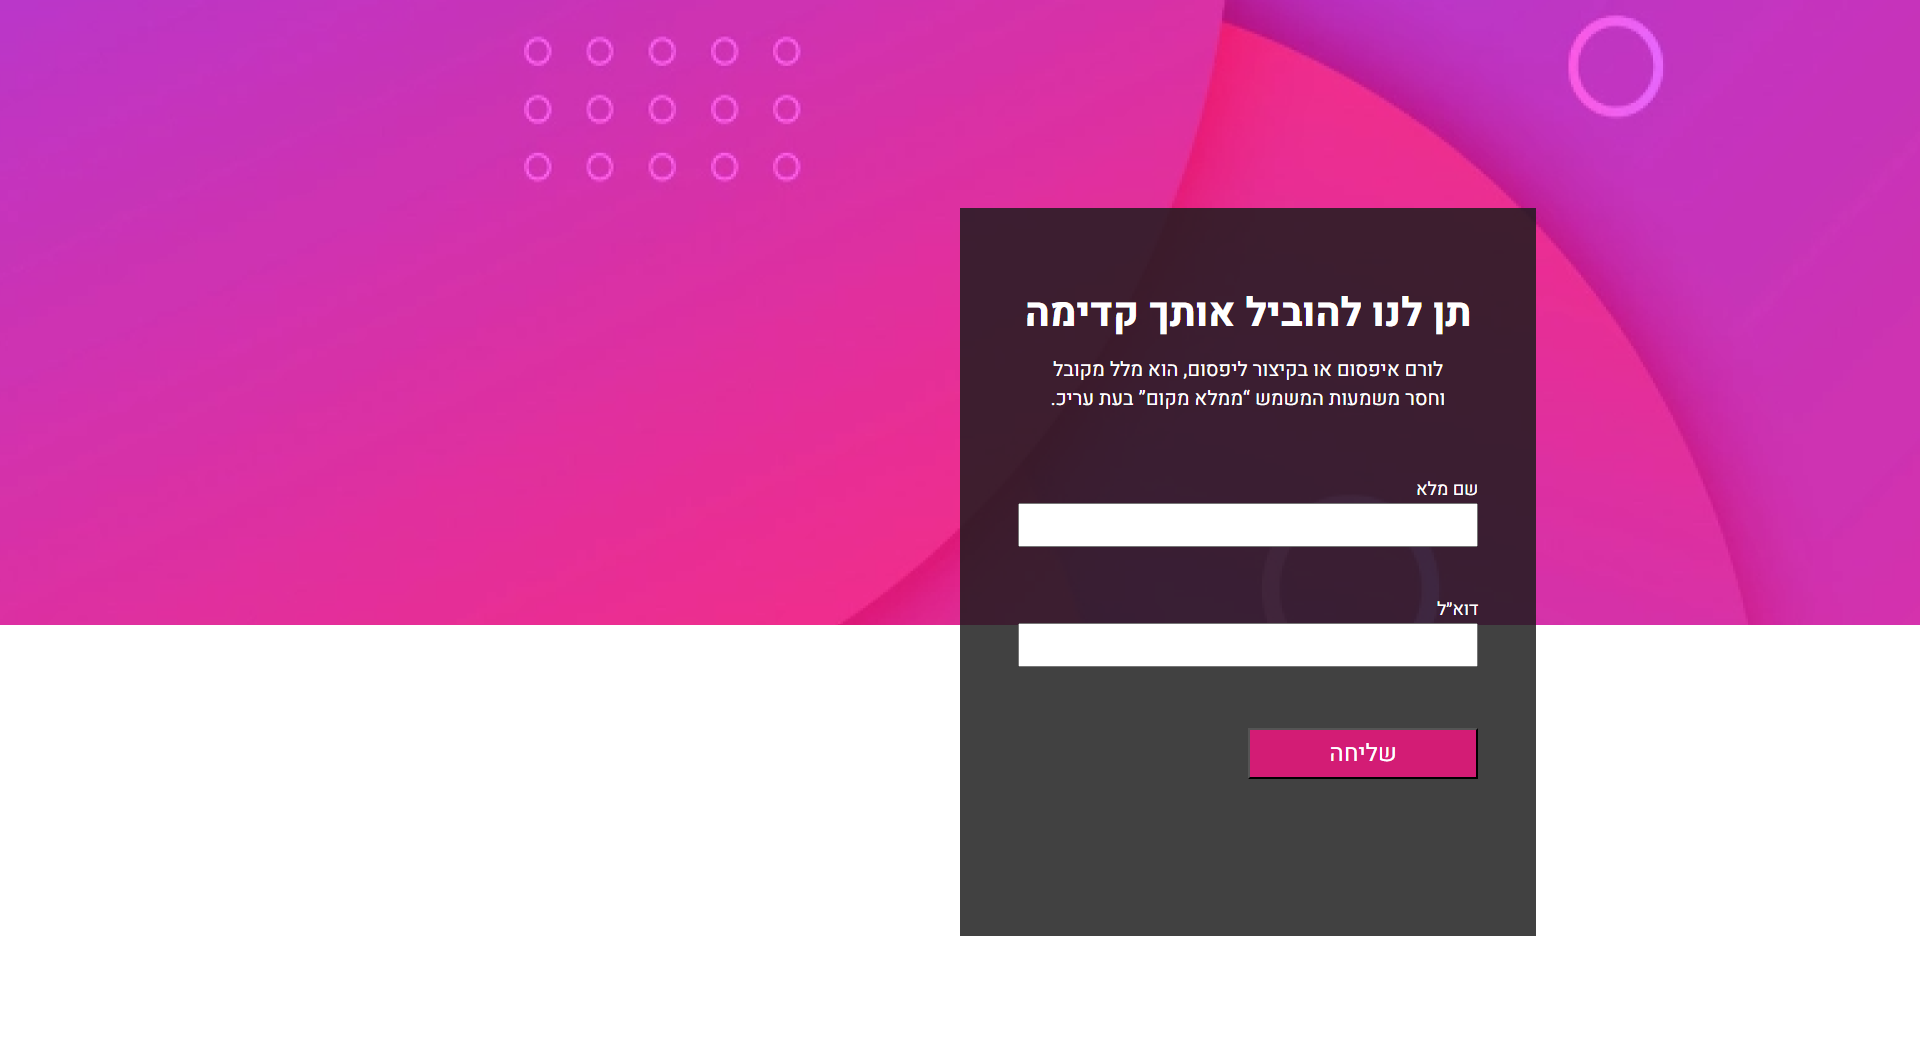 תן לנו להוביל אותך קדימה
לורם איפסום או בקיצור ליפסום, הוא מלל מקובל
וחסר משמעות המשמש “ממלא מקום” בעת עריכ.
שם מלא
דוא״ל
שליחה